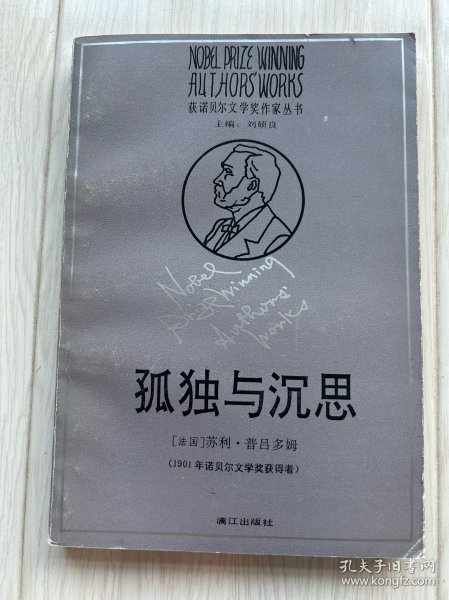 NOBEL PRIZE WINNING
AUTHORS' WORKS
获诺贝尔文学奖作家丛书
主编：刘硕良
Nobel
Prize Winning
Authors'
Works
孤独与沉思
[法国]苏利·普吕多姆
(1901年诺贝尔文学奖获得者)
漓江出版社
孔夫子旧书网
www.kongfz.com